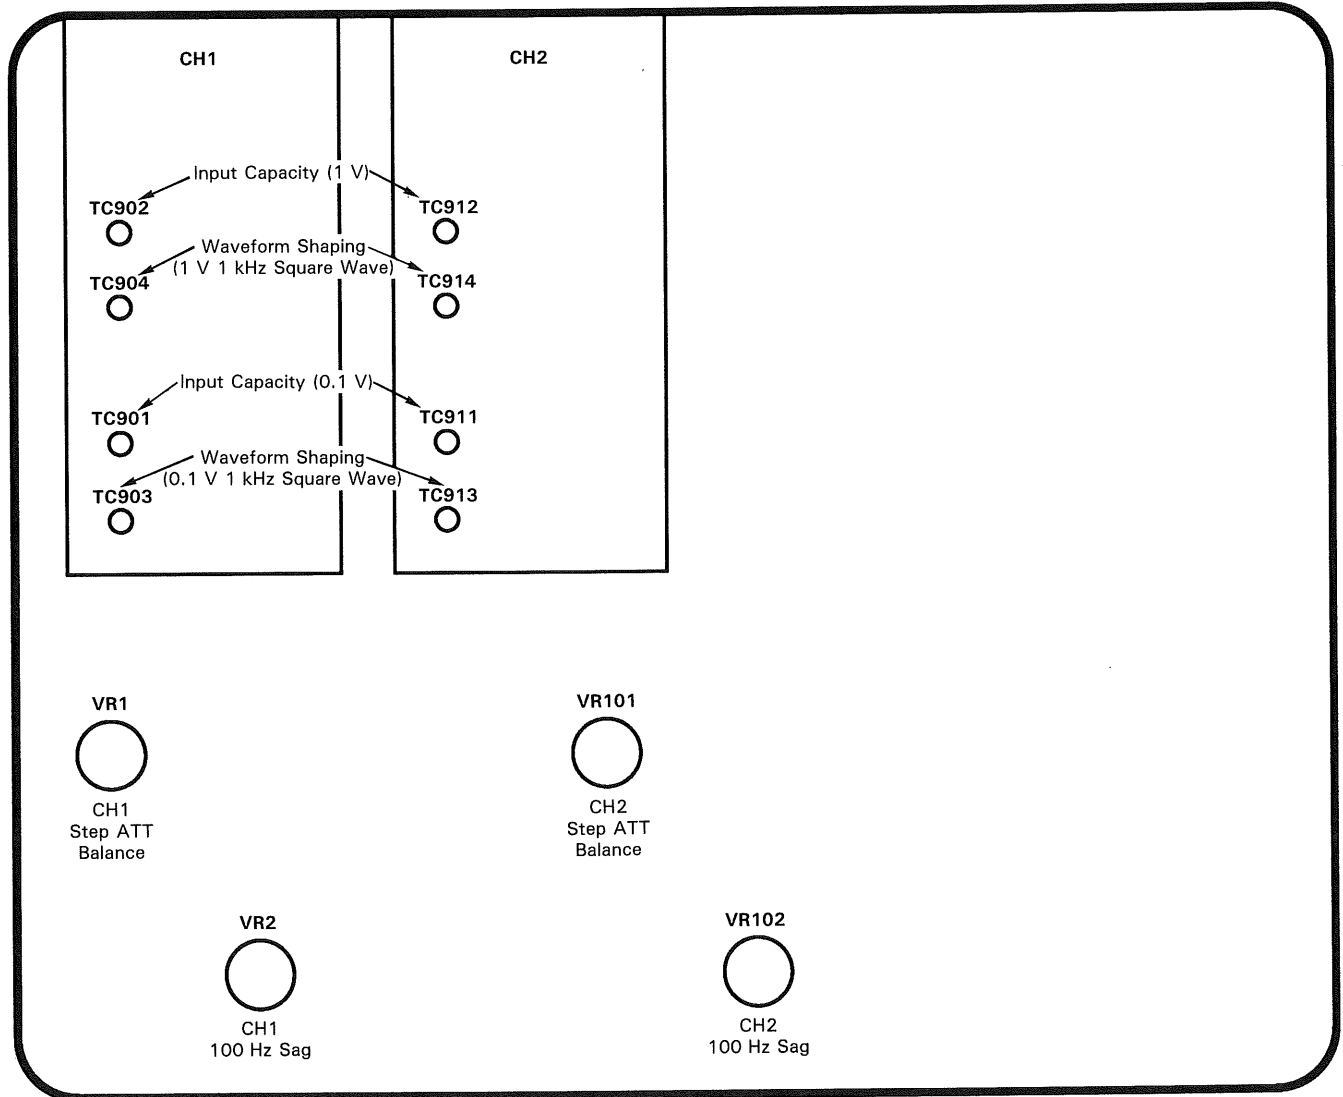 CH1
CH2
Input Capacity (1 V)
TC902
TC912
Waveform Shaping
(1 V 1 kHz Square Wave)
TC904
TC914
Input Capacity (0.1 V)
TC901
TC911
Waveform Shaping
(0.1 V 1 kHz Square Wave)
TC903
TC913
VR1
CH1
Step ATT
Balance
VR101
CH2
Step ATT
Balance
VR2
CH1
100 Hz Sag
VR102
CH2
100 Hz Sag